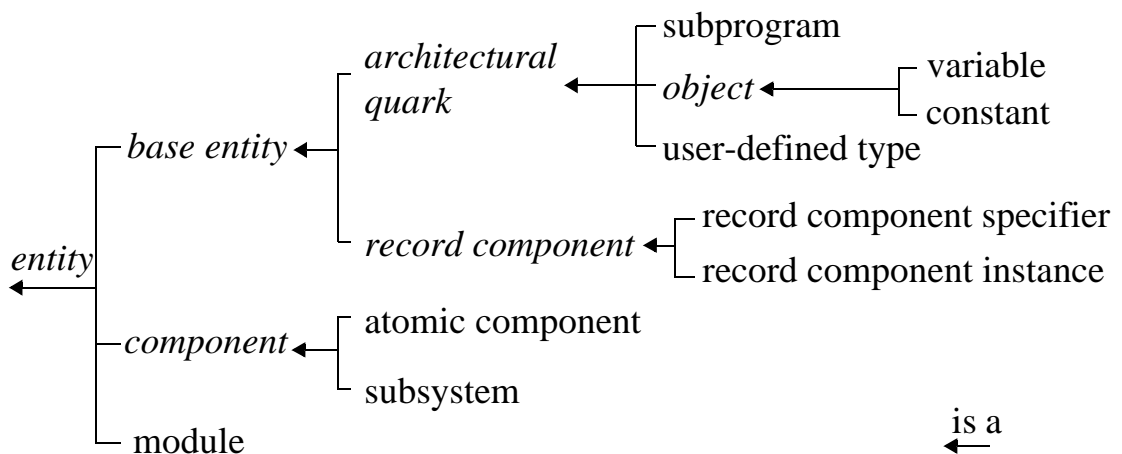 subprogram
architectural
quark
object
variable
constant
base entity
user-defined type
record component specifier
record component
entity
record component instance
atomic component
component
subsystem
is a
module